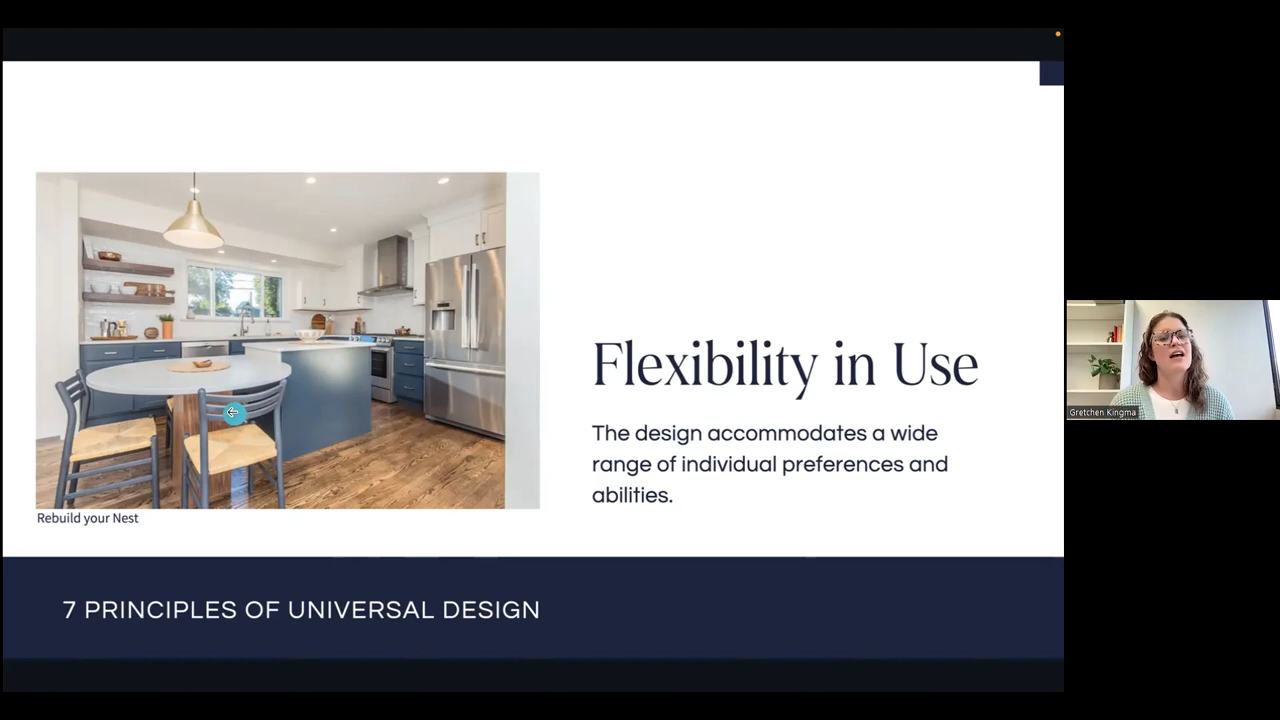 Flexibility in Use
The design accommodates a wide
range of individual preferences and
abilities.
Rebuild your Nest
7 PRINCIPLES OF UNIVERSAL DESIGN
Gretchen Kingma